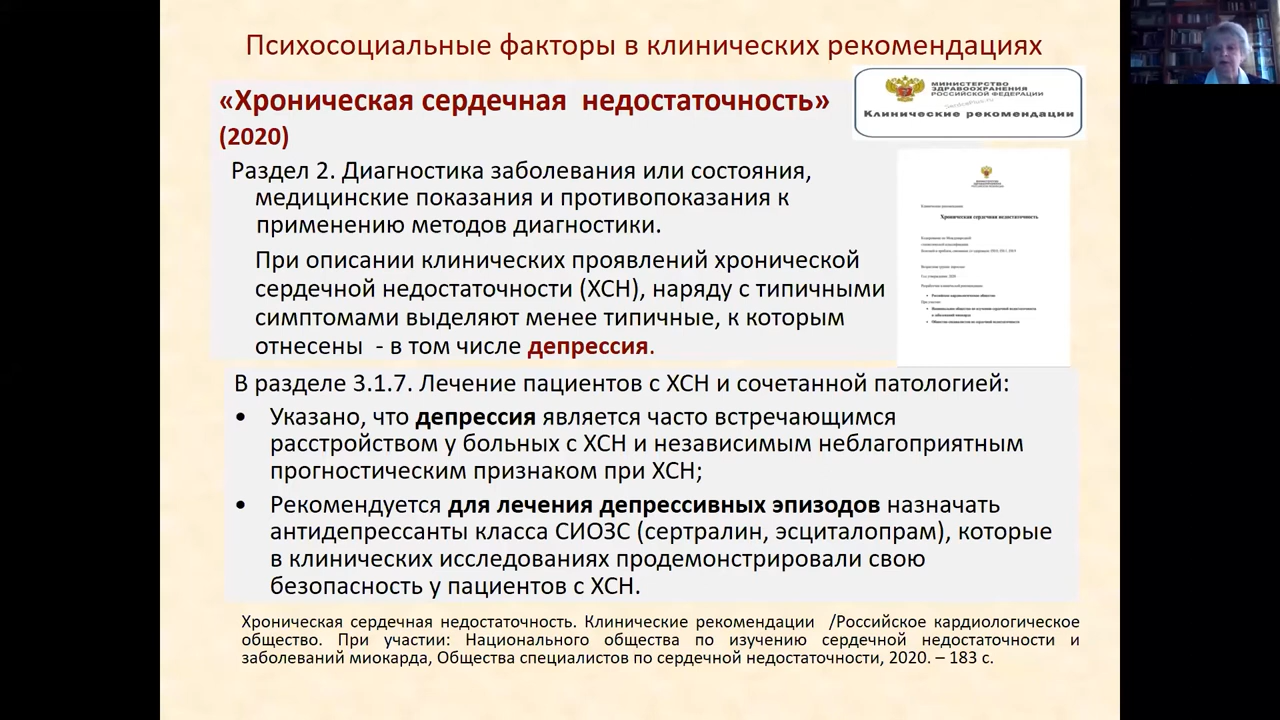 Психосоциальные факторы в клинических рекомендациях
«Хроническая сердечная недостаточность»
(2020)
МИНИСТЕРСТВО
ЗДРАВООХРАНЕНИЯ
РОССИЙСКОЙ ФЕДЕРАЦИИ
Клинические рекомендации
Раздел 2. Диагностика заболевания или состояния,
медицинские показания и противопоказания к
применению методов диагностики.
При описании клинических проявлений хронической
серденой недостаточности (ХСН), наряду с типичными
симптомами выделяют менее типичные, к которым
отнесены - в том числе депрессия.
Хроническая сердечная недостаточность
В разделе 3.1.7. Лечение пациентов с ХСН и сочетанной патологией:
• Указано, что депрессия является часто встречающимся
расстройством у больных с ХСН и независимым неблагоприятным
прогностическим признаком при ХСН;
• Рекомендуется для лечения депрессивных эпизодов назначать
антидепрессанты класса СИОЗС (сертралин, эсциталопрам), которые
в клинических исследованиях продемонстрировали свою
безопасность у пациентов с ХСН.
Хроническая сердечная недостаточность. Клинические рекомендации /Российское кардиологическое
общество. При участии: Национального общества по изучению сердечной недостаточности и
заболеваний миокарда, Общества специалистов по сердечной недостаточности, 2020. – 183 с.